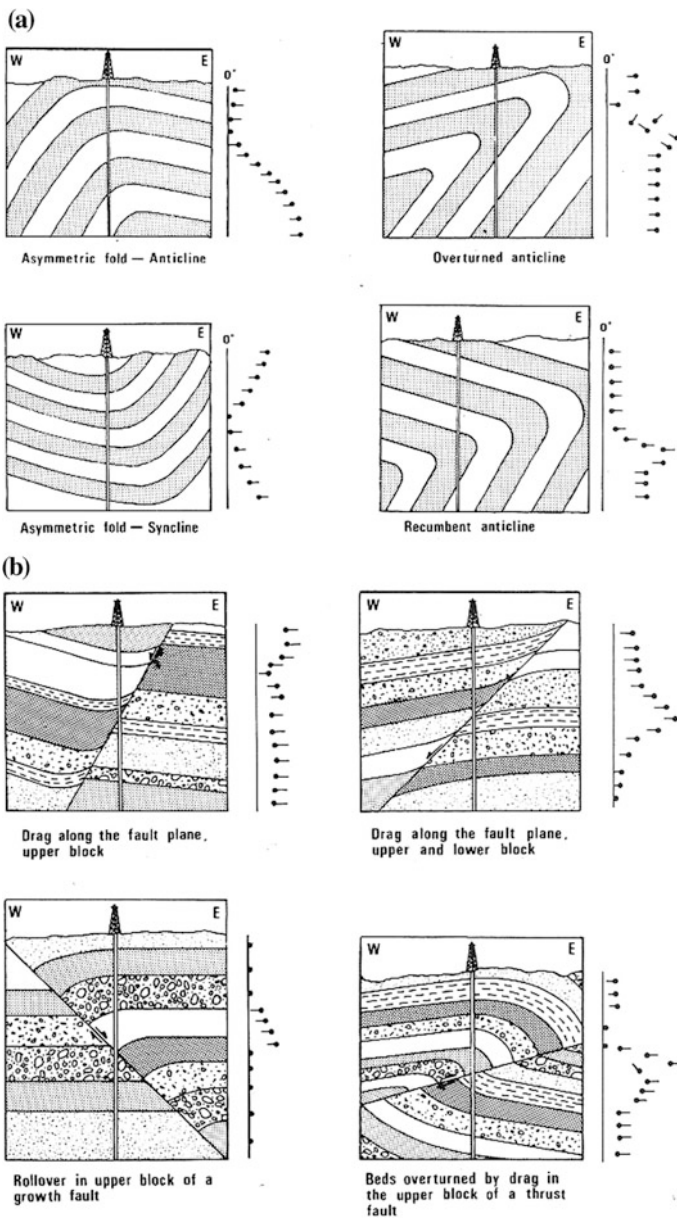 (a)
W E
0°
W E
0°
Asymmetric fold — Anticline
Overturned anticline
W E
0°
W E
0°
Asymmetric fold — Syncline
Recumbent anticline
(b)
W E
W E
Drag along the fault plane,
upper block
Drag along the fault plane,
upper and lower block
W E
W E
Rollover in upper block of a
growth fault
Beds overturned by drag in
the upper block of a thrust
fault